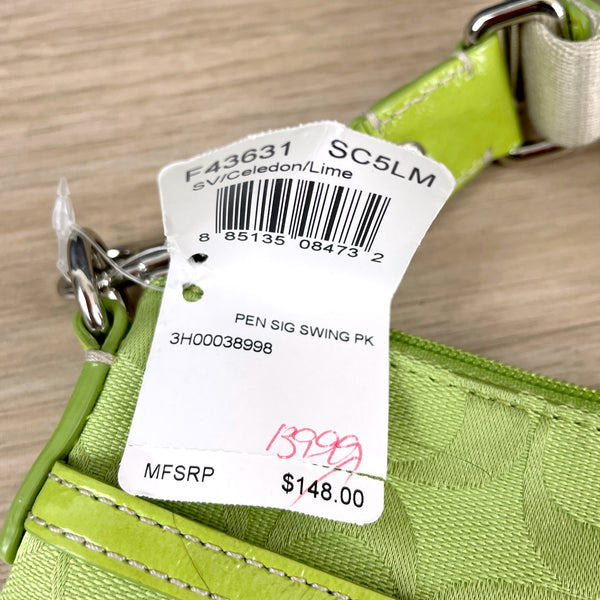 F43631 SC5LM
SV/Celedon/Lime
8 85135 08473 2
PEN SIG SWING PK
3H00038998
13999
MFSRP $148.00